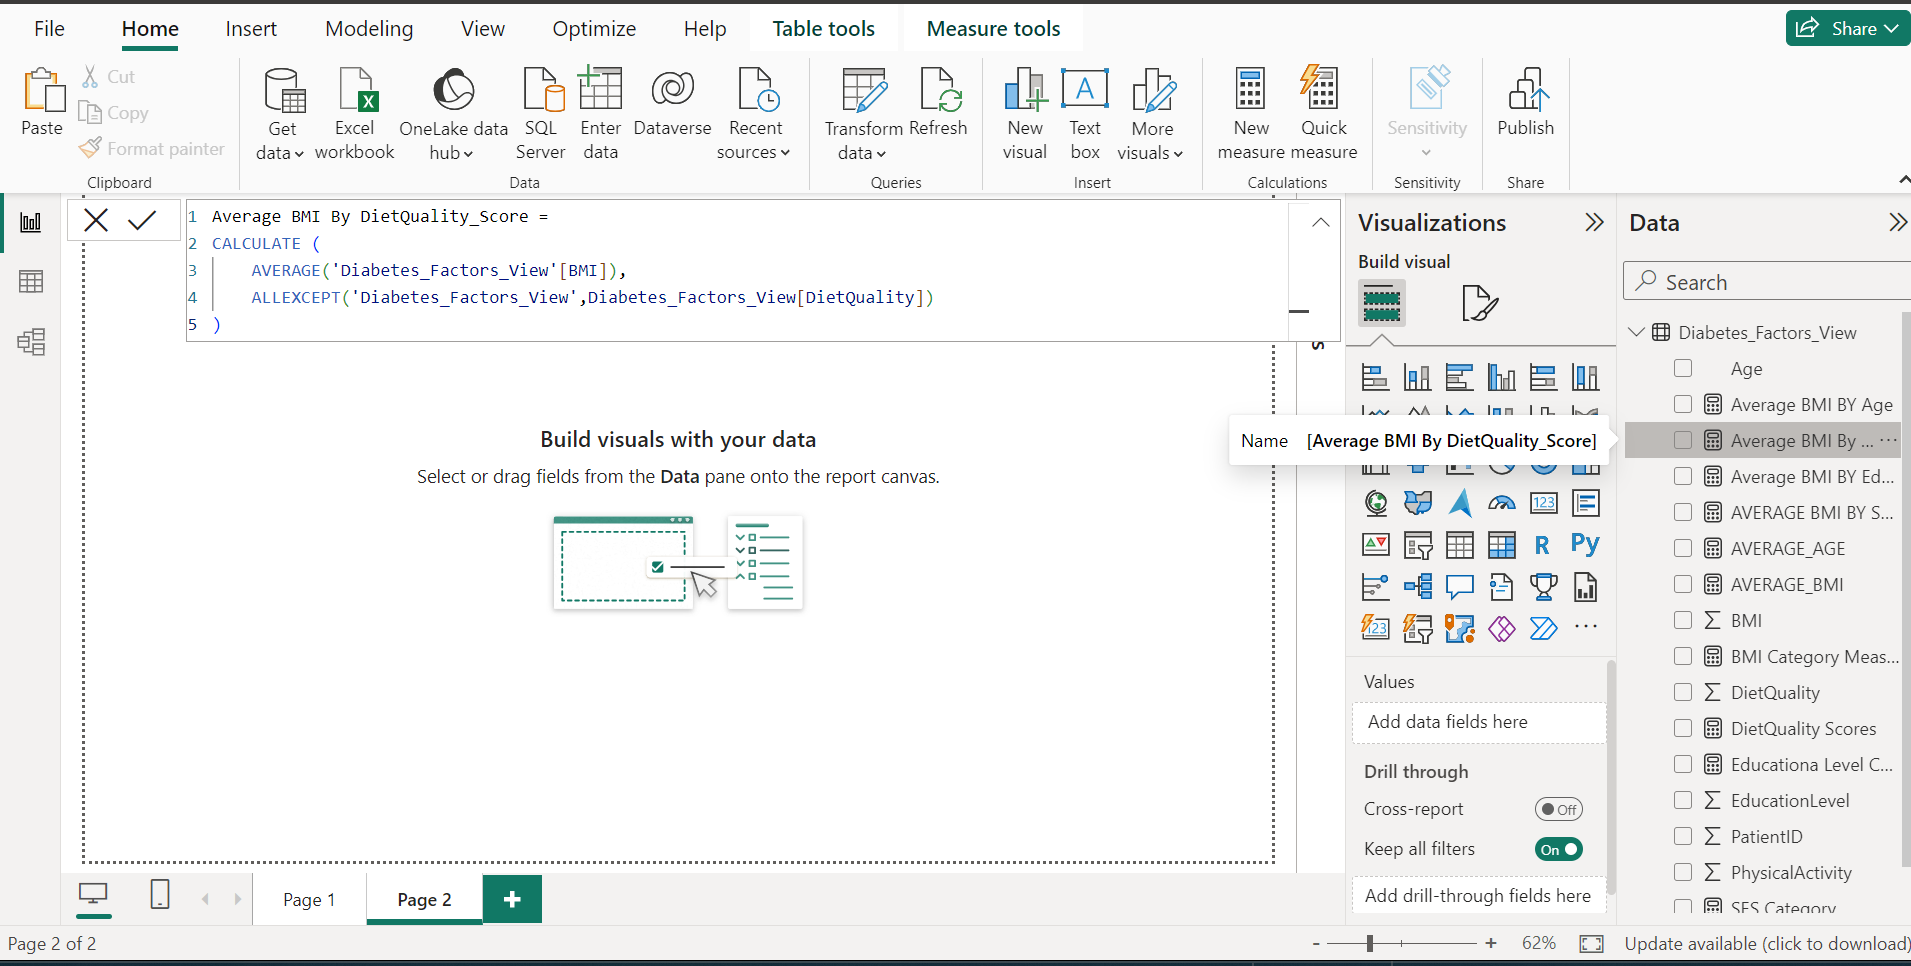 File Home Insert Modeling View Optimize Help Table tools Measure tools Share
Paste
Cut
Copy
Format painter
Clipboard
Get data
Excel workbook
OneLake data hub
SQL Server
Enter data
Dataverse
Recent sources
Data
Transform data
Refresh
Queries
New visual
Text box
More visuals
Insert
New measure
Quick measure
Calculations
Sensitivity
Sensitivity
Publish
Share
1 Average BMI By DietQuality_Score =
2 CALCULATE (
3 AVERAGE('Diabetes_Factors_View'[BMI]),
4 ALLEXCEPT('Diabetes_Factors_View',Diabetes_Factors_View[DietQuality])
5 )
Build visuals with your data
Select or drag fields from the Data pane onto the report canvas.
Visualizations
Build visual
Name [Average BMI By DietQuality_Score]
123
R Py
123
Values
Add data fields here
Drill through
Cross-report Off
Keep all filters On
Add drill-through fields here
Data
Search
Diabetes_Factors_View
Age
Average BMI BY Age
Average BMI By ...
Average BMI BY Ed...
AVERAGE BMI BY S...
AVERAGE_AGE
AVERAGE_BMI
BMI
BMI Category Meas...
DietQuality
DietQuality Scores
Educationa Level C...
EducationLevel
PatientID
PhysicalActivity
SES Category
Page 1 Page 2
Page 2 of 2
- + 62%
Update available (click to download)